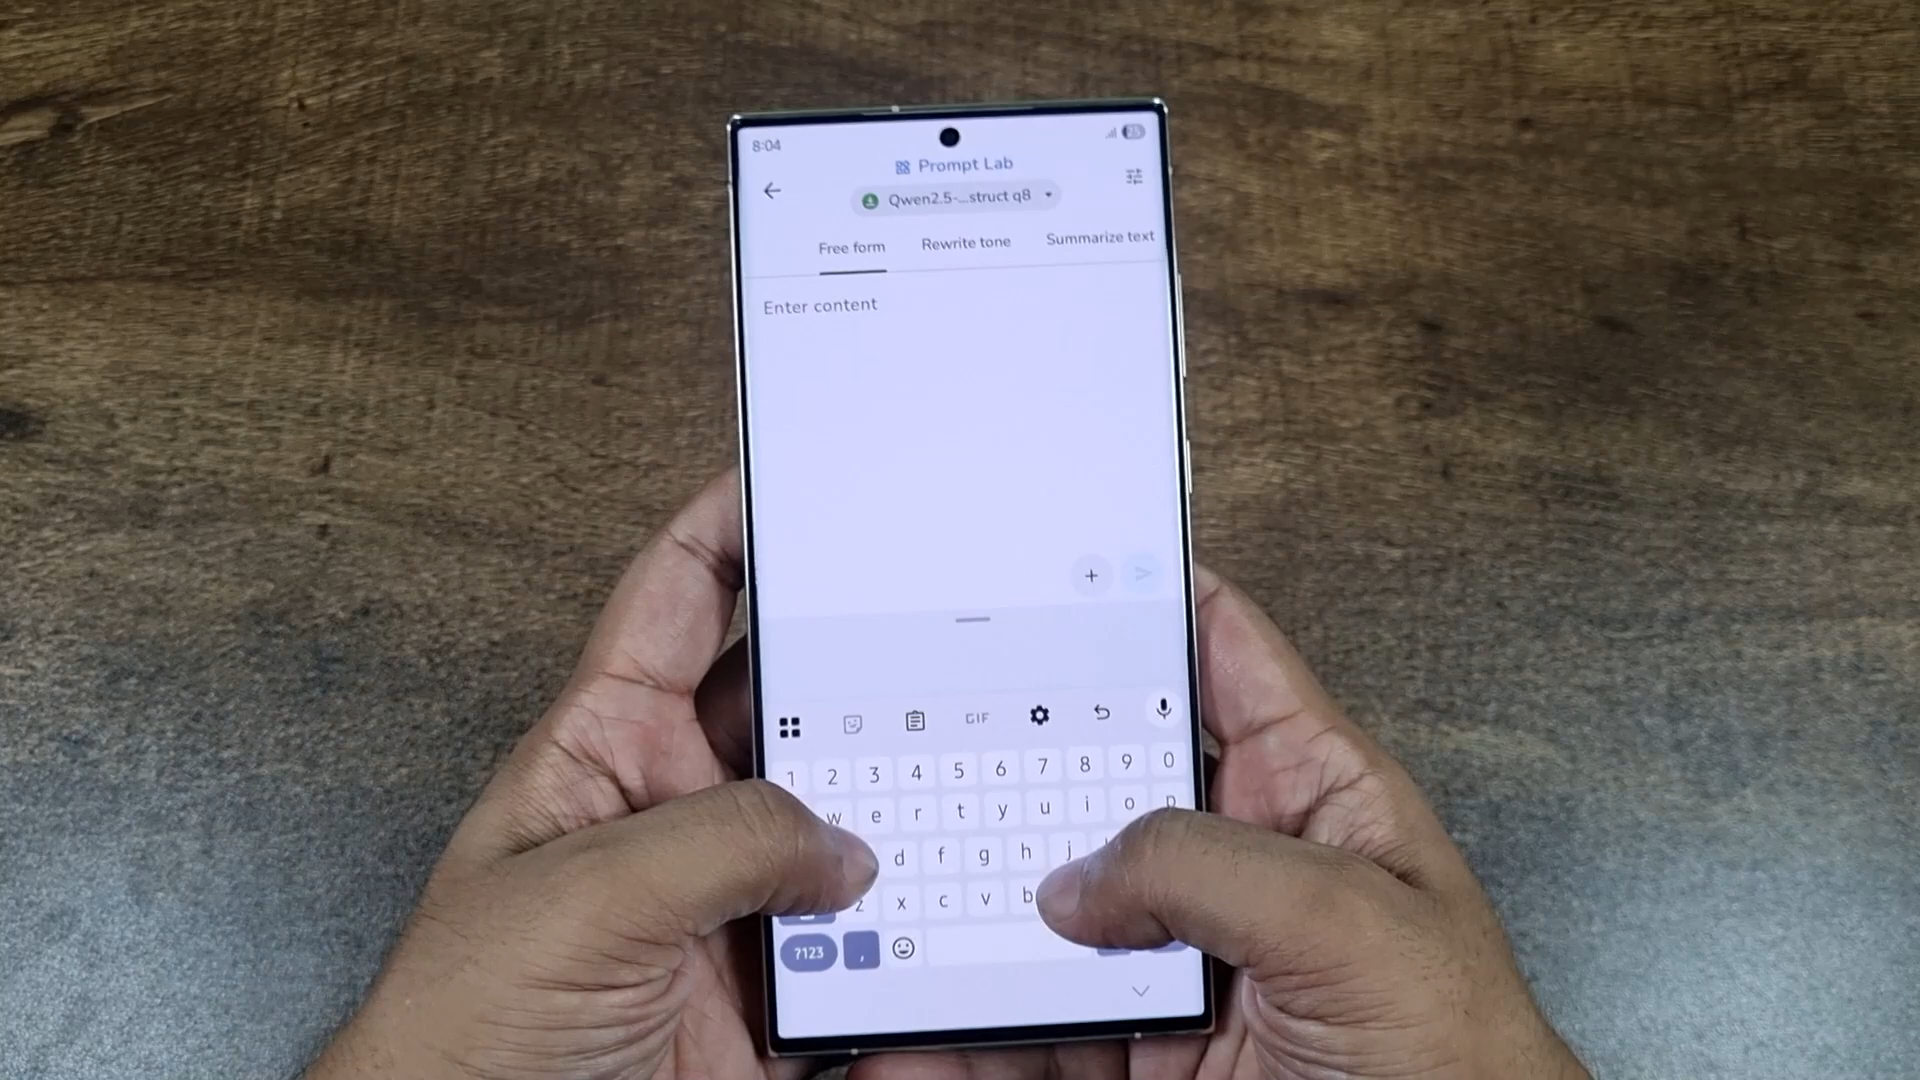 8:04
Prompt Lab
Qwen2.5-...struct q8
Free form Rewrite tone Summarize text
Enter content
GIF
1 2 3 4 5 6 7 8 9 0
w e r t y u i o p
d f g h j
z x c v b
?123 ,